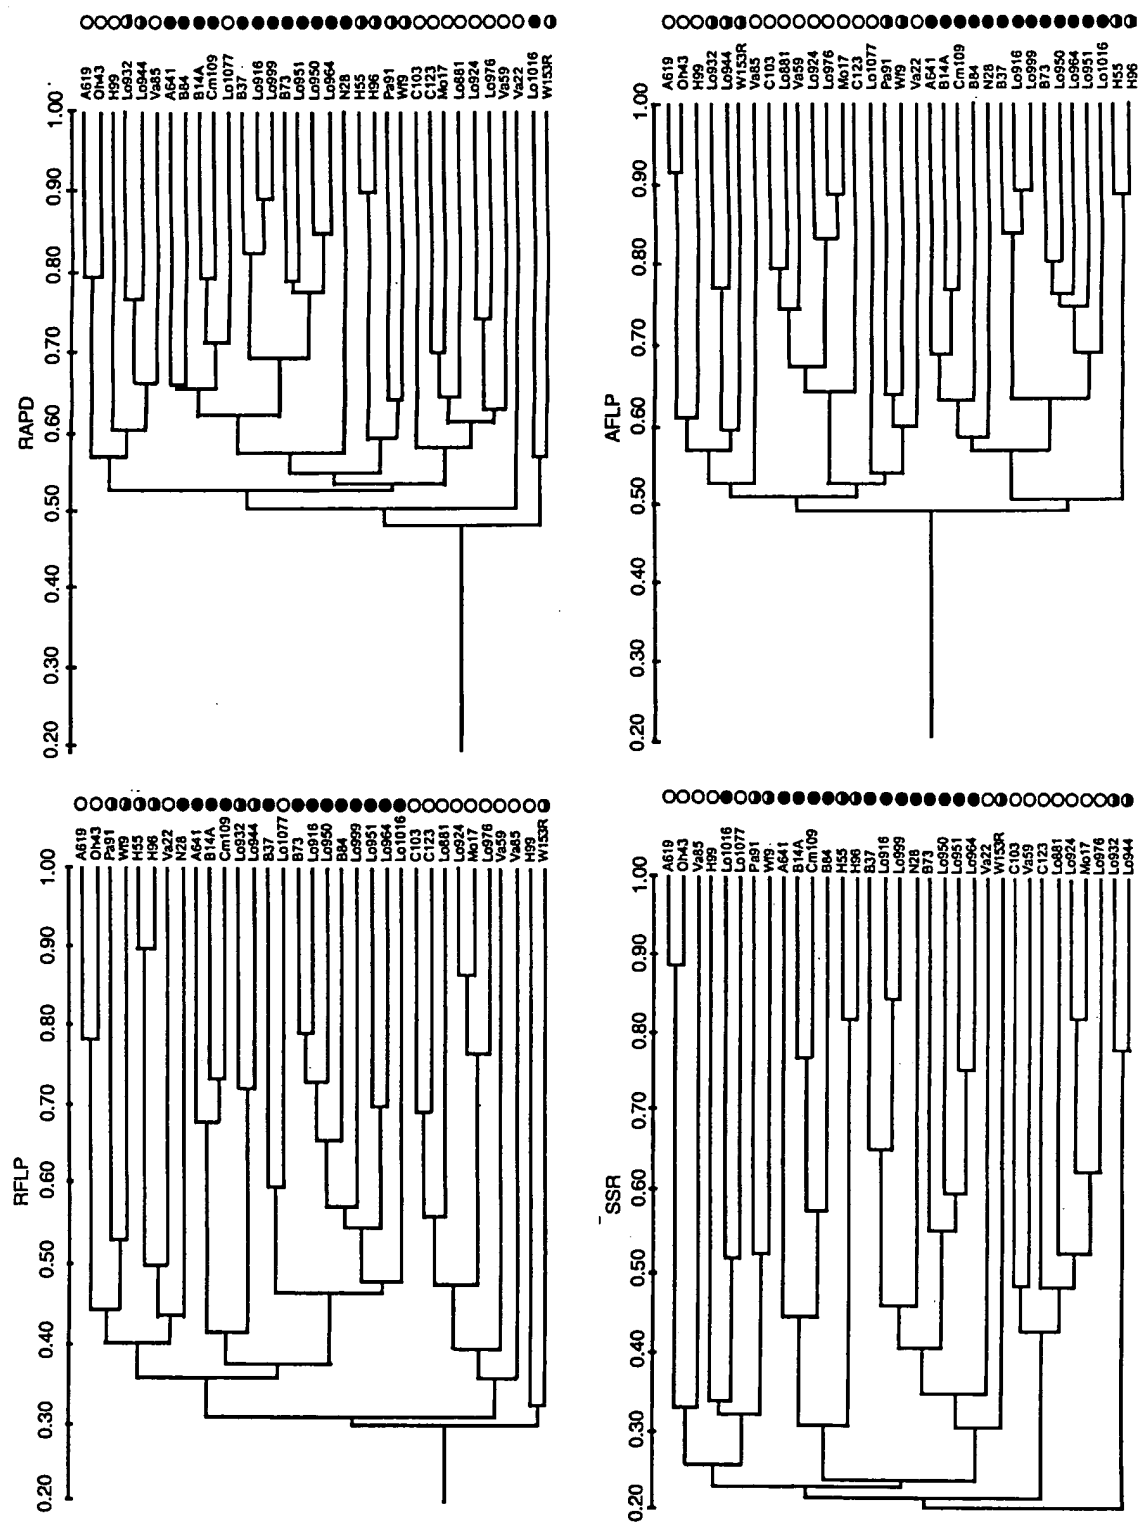 RAPD
0.20 0.30 0.40 0.50 0.60 0.70 0.80 0.90 1.00
A619
Oh43
H99
Lo932
Lo944
Va85
A641
B84
B14A
Cm109
Lo1077
B37
Lo916
Lo999
B73
Lo951
Lo950
Lo964
N28
H55
H96
Pa91
Wf9
C103
C123
Mo17
Lo881
Lo924
Lo976
Va59
Va22
Lo1016
W153R
AFLP
0.20 0.30 0.40 0.50 0.60 0.70 0.80 0.90 1.00
A619
Oh43
H99
Lo932
Lo944
W153R
Va85
C103
Lo881
Va59
Lo924
Lo976
Mo17
C123
Lo1077
Pa91
Wf9
Va22
A641
B14A
Cm109
B84
N28
B37
Lo916
Lo999
B73
Lo950
Lo964
Lo951
Lo1016
H55
H96
RFLP
0.20 0.30 0.40 0.50 0.60 0.70 0.80 0.90 1.00
A619
Oh43
Pa91
Wf9
H55
H96
Va22
N28
A641
B14A
Cm109
Lo932
Lo944
B37
Lo1077
B73
Lo916
Lo950
B84
Lo999
Lo951
Lo964
Lo1016
C103
C123
Lo881
Lo924
Mo17
Lo976
Va59
Va85
H99
W153R
SSR
0.20 0.30 0.40 0.50 0.60 0.70 0.80 0.90 1.00
A619
Oh43
Va85
H99
Lo1016
Lo1077
Pa91
Wf9
A641
B14A
Cm109
B84
H55
H96
B37
Lo916
Lo999
N28
B73
Lo950
Lo951
Lo964
Va22
W153R
C103
Va59
C123
Lo881
Lo924
Mo17
Lo976
Lo932
Lo944